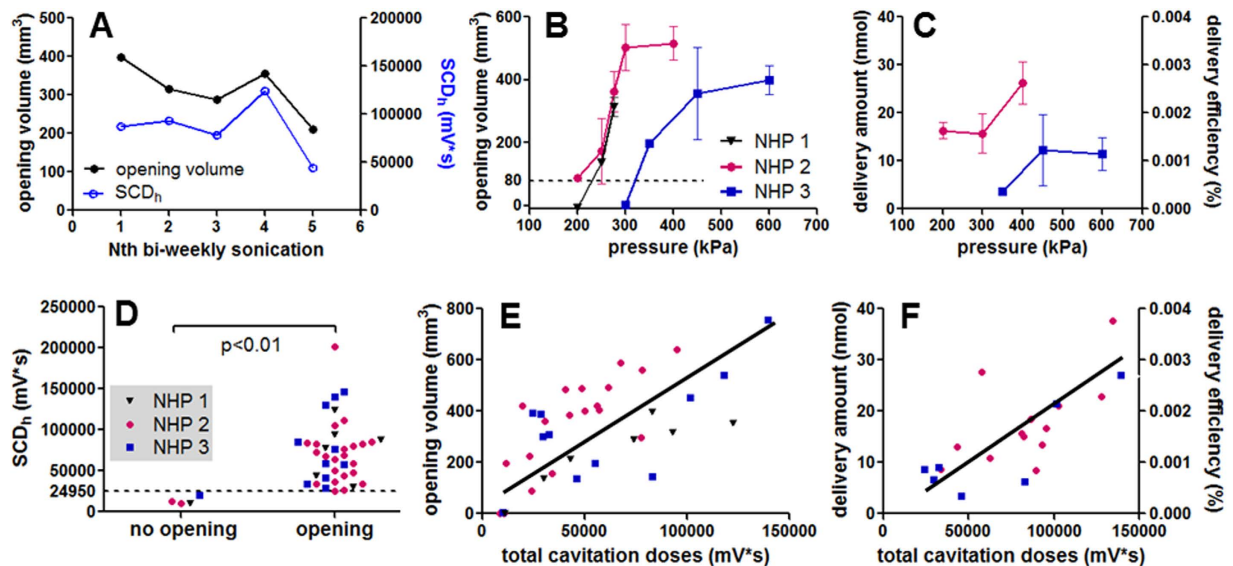 A
opening volume (mm³)
500
400
300
200
100
0
200000
150000
100000
50000
0
SCDh (mV*s)
opening volume
SCDh
0 1 2 3 4 5 6
Nth bi-weekly sonication
B
opening volume (mm³)
600
400
200
80
0
NHP 1
NHP 2
NHP 3
100 200 300 400 500 600 700
pressure (kPa)
C
delivery amount (nmol)
40
30
20
10
0
0.004
0.003
0.002
0.001
0.000
delivery efficiency (%)
100 200 300 400 500 600 700
pressure (kPa)
D
SCDh (mV*s)
250000
200000
150000
100000
50000
24950
0
p<0.01
NHP 1
NHP 2
NHP 3
no opening opening
E
opening volume (mm³)
800
600
400
200
0
0 50000 100000 150000
total cavitation doses (mV*s)
F
delivery amount (nmol)
40
30
20
10
0
0.004
0.003
0.002
0.001
0.000
delivery efficiency (%)
0 50000 100000 150000
total cavitation doses (mV*s)